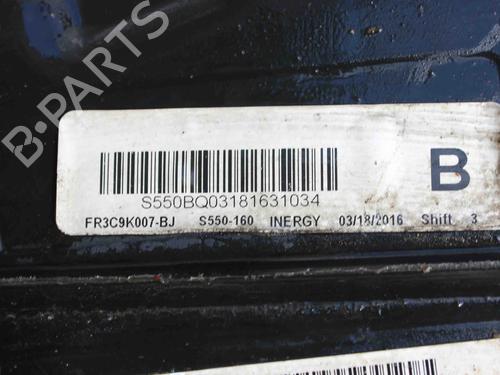 B-PARTS
B
S550BQ03181631034
FR3C9K007-BJ S550-160 INERGY 03/18/2016 Shift 3